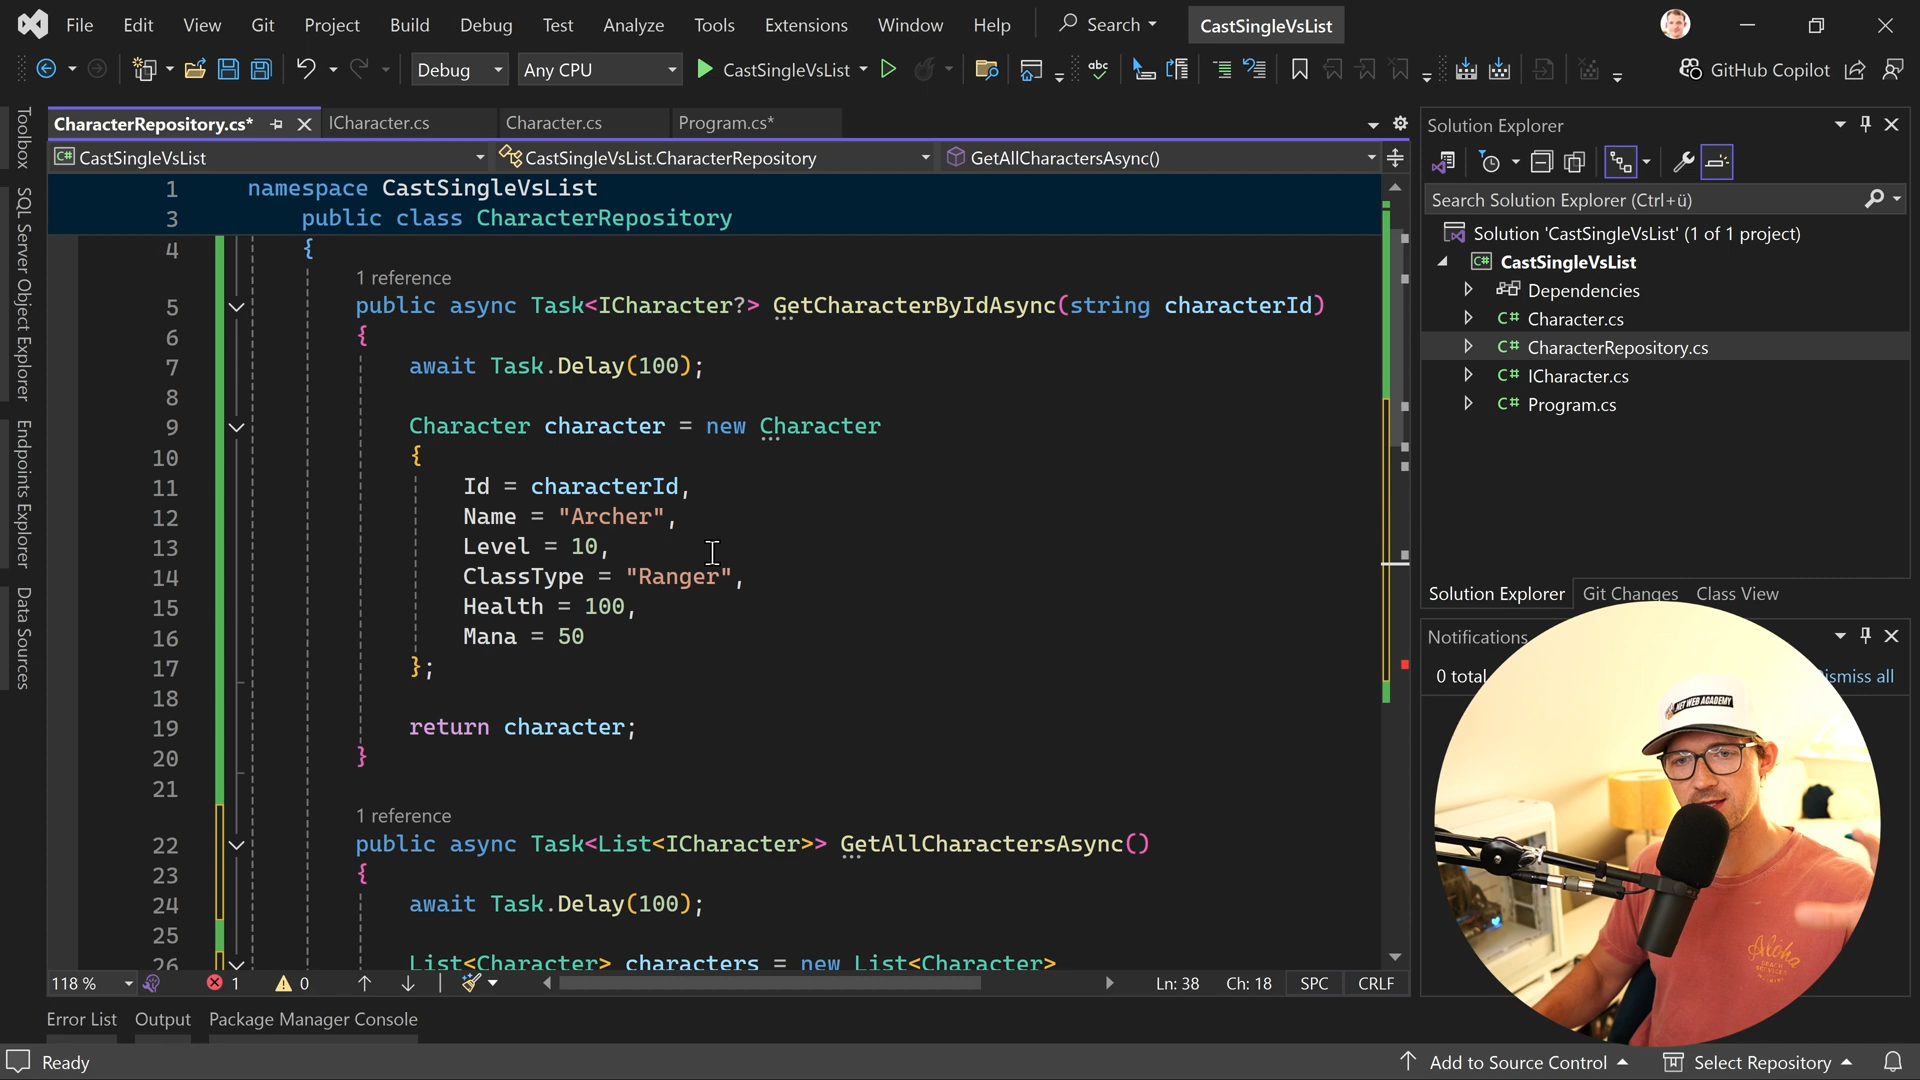 File Edit View Git Project Build Debug Test Analyze Tools Extensions Window Help Search CastSingleVsList
Debug Any CPU CastSingleVsList abc GitHub Copilot
CharacterRepository.cs* ICharacter.cs Character.cs Program.cs*
CastSingleVsList CastSingleVsList.CharacterRepository GetAllCharactersAsync()
Toolbox
SQL Server Object Explorer
Endpoints Explorer
Data Sources
1 namespace CastSingleVsList
3 public class CharacterRepository
4 {
1 reference
5 public async Task<ICharacter?> GetCharacterByIdAsync(string characterId)
6 {
7 await Task.Delay(100);
8
9 Character character = new Character
10 {
11 Id = characterId,
12 Name = "Archer",
13 Level = 10,
14 ClassType = "Ranger",
15 Health = 100,
16 Mana = 50
17 };
18
19 return character;
20 }
21
1 reference
22 public async Task<List<ICharacter>> GetAllCharactersAsync()
23 {
24 await Task.Delay(100);
25
26 List<Character> characters = new List<Character>
118 % 1 0 Ln: 38 Ch: 18 SPC CRLF
Error List Output Package Manager Console
Ready Add to Source Control Select Repository
Solution Explorer
Search Solution Explorer (Ctrl+ü)
Solution 'CastSingleVsList' (1 of 1 project)
C# CastSingleVsList
Dependencies
C# Character.cs
C# CharacterRepository.cs
C# ICharacter.cs
C# Program.cs
Solution Explorer Git Changes Class View
Notifications
0 total ismiss all
.NET WEB ACADEMY
Aloha